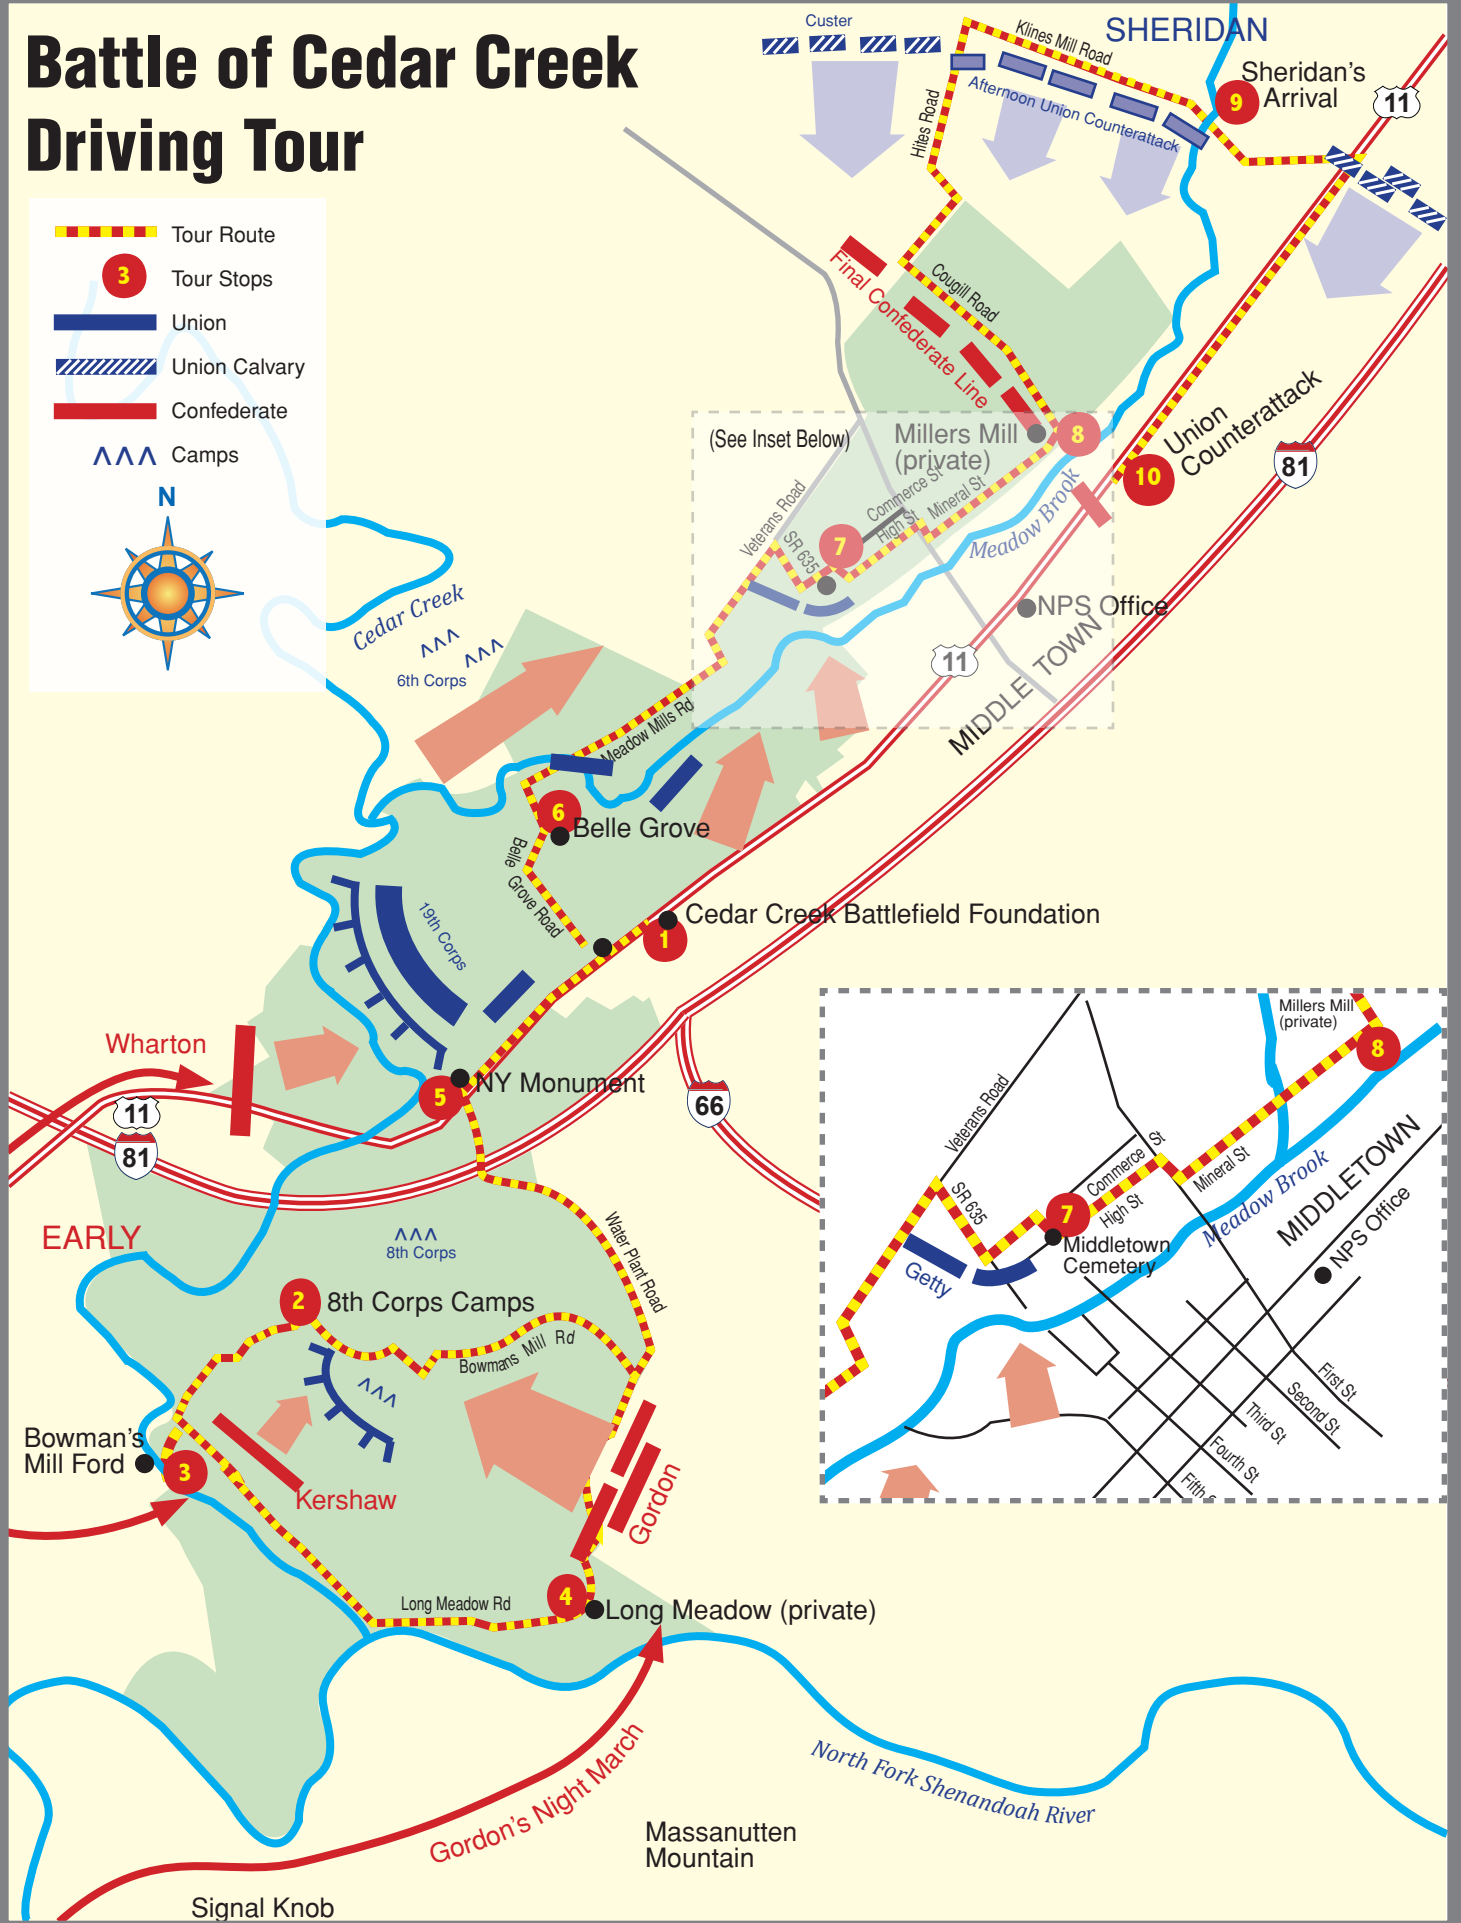 Battle of Cedar Creek
Driving Tour
Tour Route
3
Tour Stops
Union
Union Calvary
Confederate
Camps
N
Custer
SHERIDAN
Klines Mill Road
Afternoon Union Counterattack
Hites Road
9
Sheridan's
Arrival
11
Final Confederate Line
Cougill Road
(See Inset Below)
Millers Mill
(private)
8
10
Union
Counterattack
81
Veterans Road
SR 635
7
Commerce St
High St
Mineral St
Meadow Brook
NPS Office
11
MIDDLE TOWN
Cedar Creek
6th Corps
Meadow Mills Rd
6
Belle Grove
Belle
Grove Road
1
Cedar Creek Battlefield Foundation
19th Corps
Wharton
11
81
5
NY Monument
66
EARLY
8th Corps
Water Plant Road
2
8th Corps Camps
Bowmans Mill Rd
Bowman's
Mill Ford
3
Kershaw
Gordon
Long Meadow Rd
4
Long Meadow (private)
Gordon's Night March
North Fork Shenandoah River
Massanutten
Mountain
Signal Knob
Millers Mill
(private)
8
Veterans Road
SR 635
Commerce St
7
High St
Mineral St
Meadow Brook
MIDDLETOWN
NPS Office
Middletown
Cemetery
Getty
First St
Second St
Third St
Fourth St
Fifth